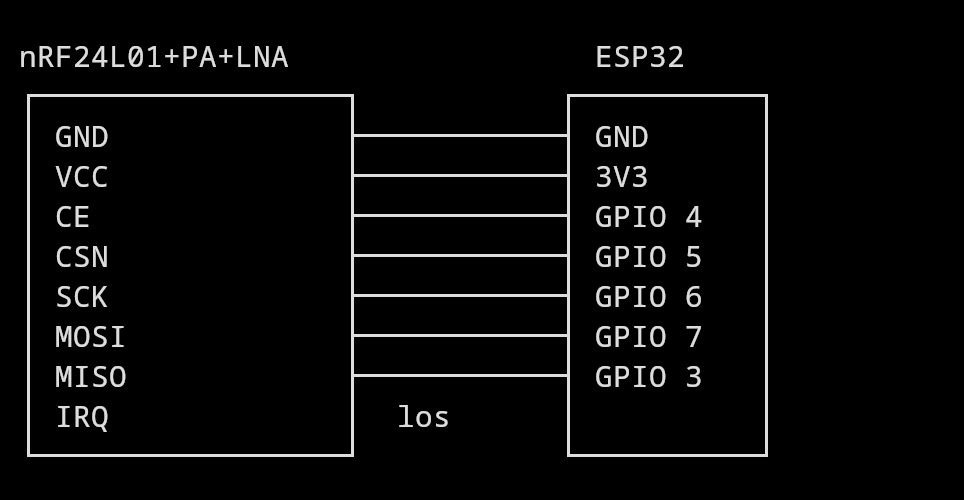 nRF24L01+PA+LNA ESP32
GND GND
VCC 3V3
CE GPIO 4
CSN GPIO 5
SCK GPIO 6
MOSI GPIO 7
MISO GPIO 3
IRQ los